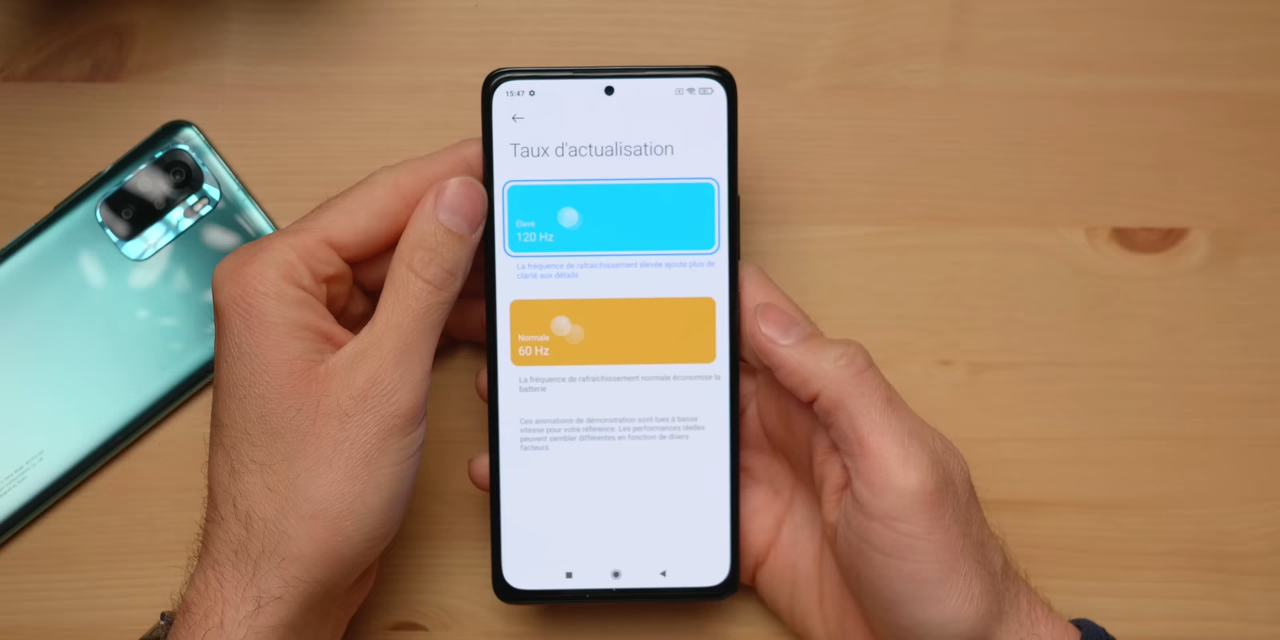 15:47
Taux d'actualisation
Élevé
120 Hz
La fréquence de rafraîchissement élevée ajoute plus de
clarté aux détails
Normale
60 Hz
La fréquence de rafraîchissement normale économise la
batterie
Ces animations de démonstration sont lues à basse
vitesse pour votre référence. Les performances réelles
peuvent sembler différentes en fonction de divers
facteurs.